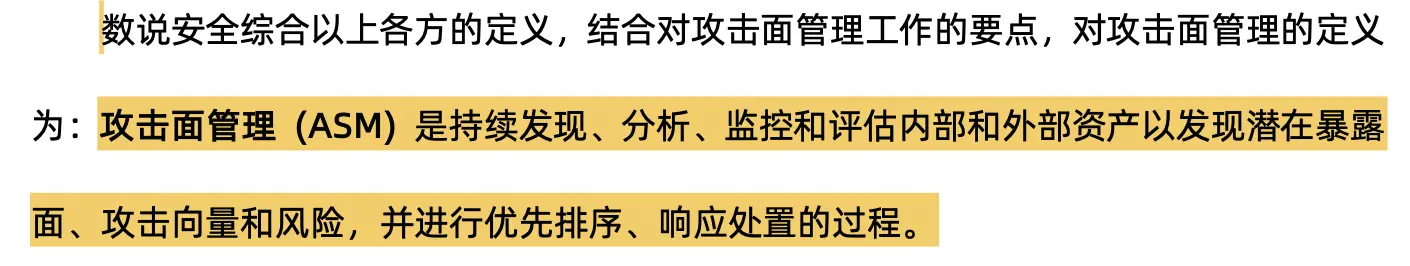 数说安全综合以上各方的定义，结合对攻击面管理工作的要点，对攻击面管理的定义
为：攻击面管理（ASM）是持续发现、分析、监控和评估内部和外部资产以发现潜在暴露
面、攻击向量和风险，并进行优先排序、响应处置的过程。